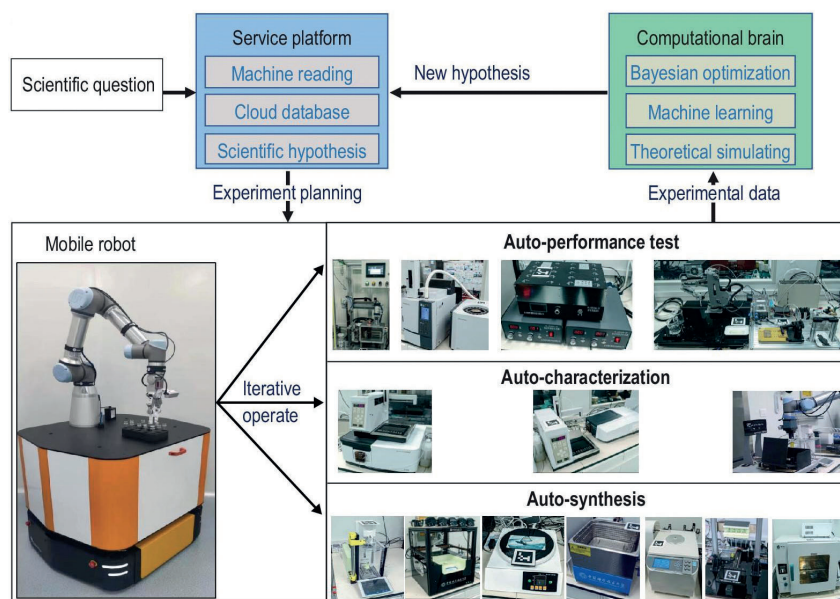 Service platform
Machine reading
Cloud database
Scientific hypothesis
Scientific question
New hypothesis
Computational brain
Bayesian optimization
Machine learning
Theoretical simulating
Experiment planning
Experimental data
Mobile robot
Iterative
operate
Auto-performance test
Auto-characterization
Auto-synthesis